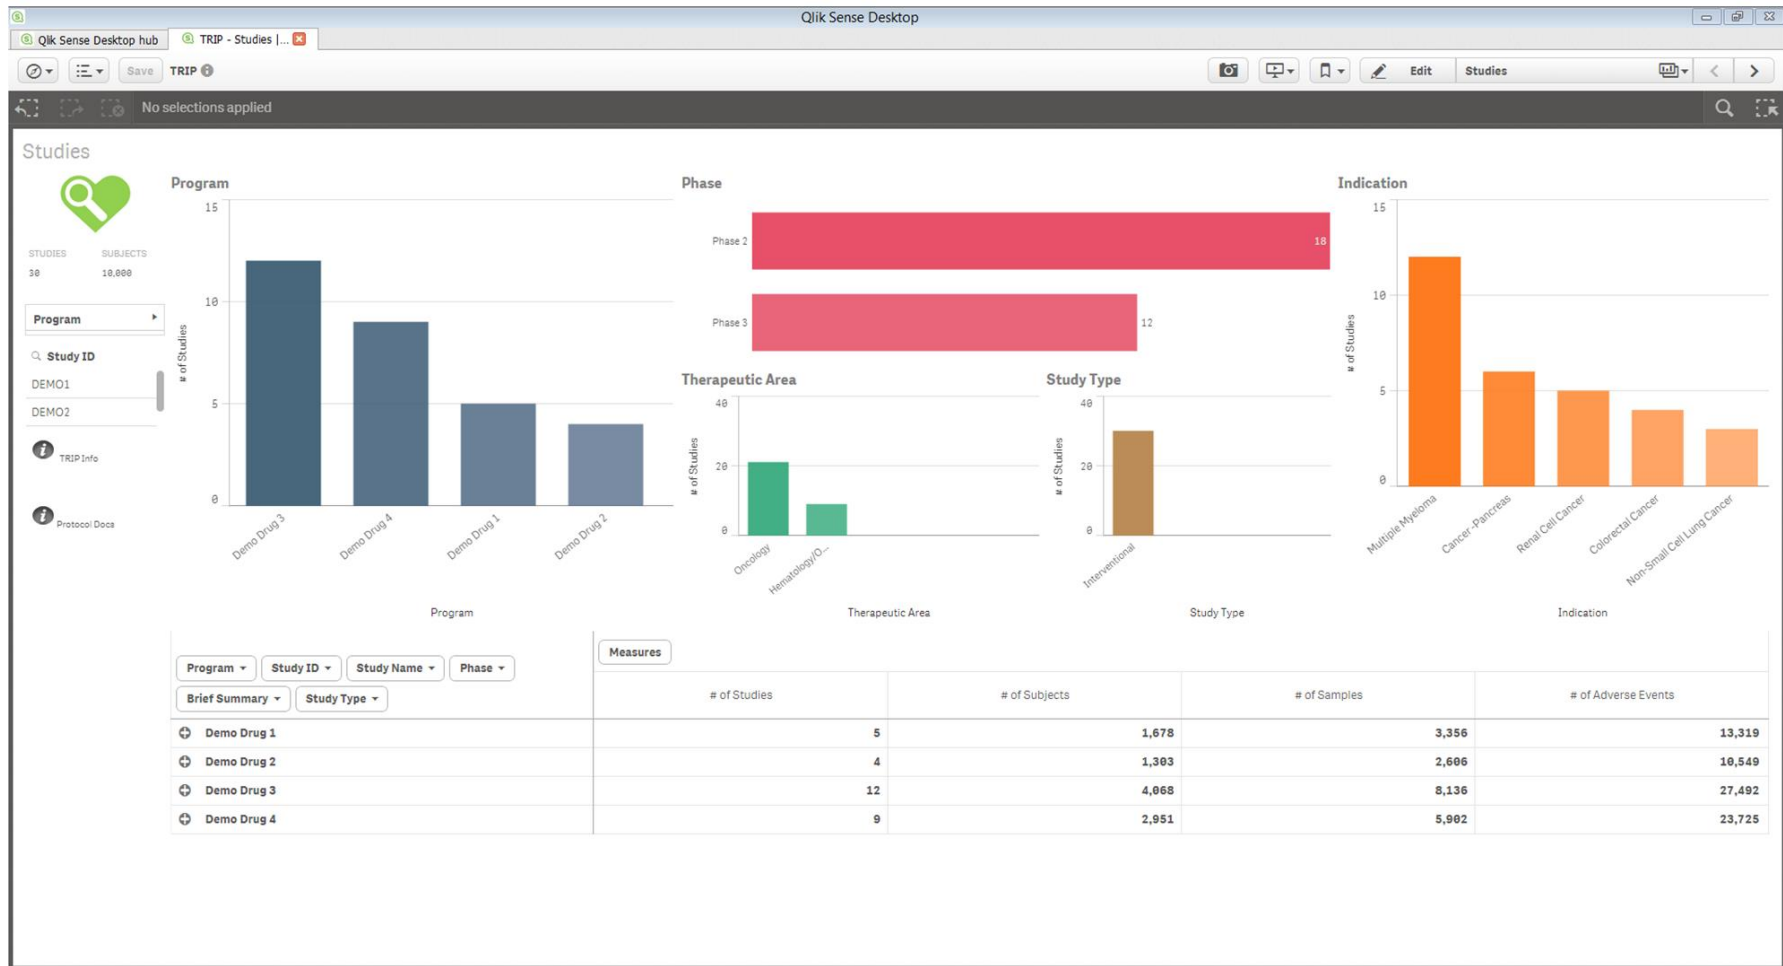 Qlik Sense Desktop
Qlik Sense Desktop hub
TRIP - Studies |...
Save
TRIP
Edit
Studies
No selections applied
Studies
STUDIES SUBJECTS
30 10,000
Program
Study ID
DEMO1
DEMO2
TRIP Info
Protocol Docs
Program
# of Studies
15
10
5
0
Demo Drug 3
Demo Drug 4
Demo Drug 1
Demo Drug 2
Program
Phase
Phase 2
18
Phase 3
12
Therapeutic Area
# of Studies
40
20
0
Oncology
Hematology/O...
Therapeutic Area
Study Type
# of Studies
40
20
0
Interventional
Study Type
Indication
# of Studies
15
10
5
0
Multiple Myeloma
Cancer-Pancreas
Renal Cell Cancer
Colorectal Cancer
Non-Small Cell Lung Cancer
Indication
Program Study ID Study Name Phase
Brief Summary Study Type
Measures
# of Studies # of Subjects # of Samples # of Adverse Events
Demo Drug 1 5 1,678 3,356 13,319
Demo Drug 2 4 1,303 2,606 10,549
Demo Drug 3 12 4,068 8,136 27,492
Demo Drug 4 9 2,951 5,902 23,725